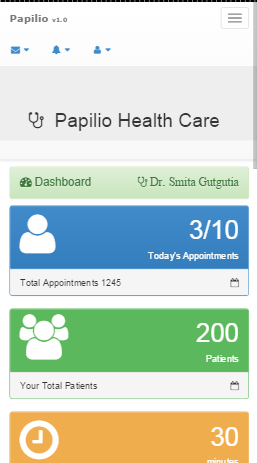 Papilio v1.0
Papilio Health Care
Dashboard Dr. Smita Gutgutia
3/10
Today's Appointments
Total Appointments 1245
200
Patients
Your Total Patients
30
minutes